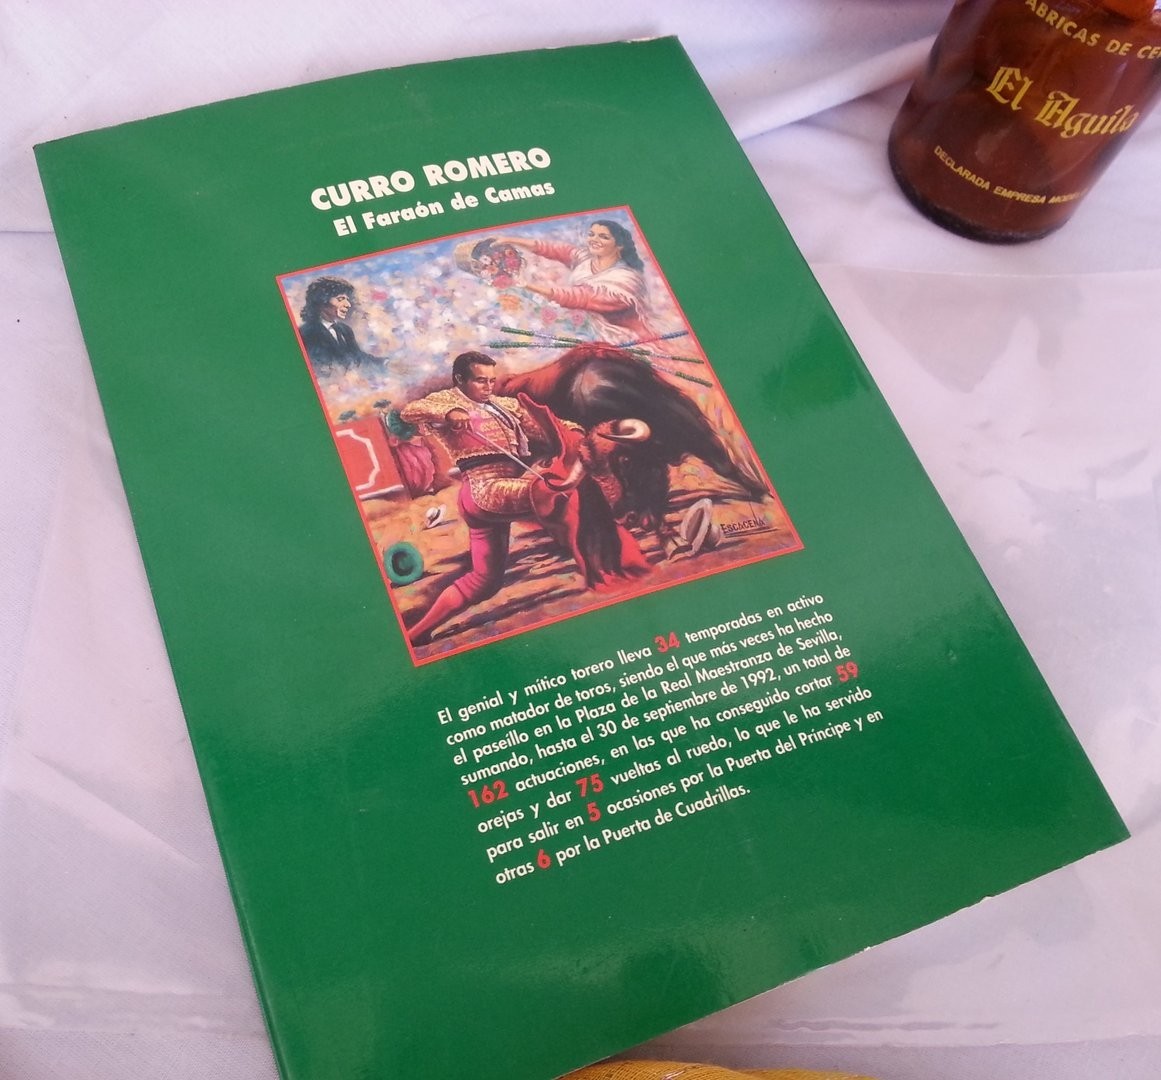 CURRO ROMERO
El Faraón de Camas
ESCACENA
El genial y mítico torero lleva 34 temporadas en activo
como matador de toros, siendo el que más veces ha hecho
el paseíllo en la Plaza de la Real Maestranza de Sevilla,
sumando, hasta el 30 de septiembre de 1992, un total de
162 actuaciones, en las que ha conseguido cortar 59
orejas y dar 75 vueltas al ruedo, lo que le ha servido
para salir en 5 ocasiones por la Puerta del Príncipe y en
otras 6 por la Puerta de Cuadrillas.
DE
El Aguila
DECLARADA EMPRESA